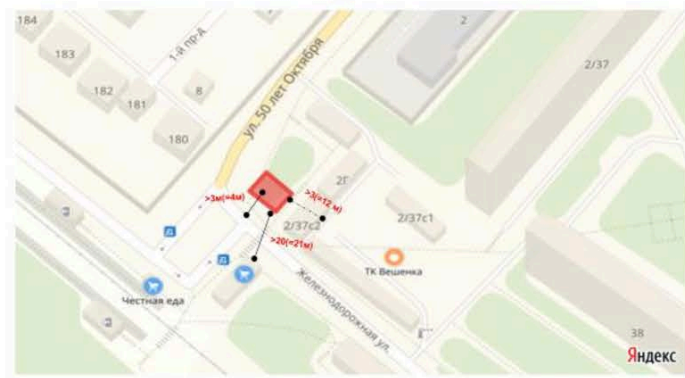 184
2
1-й пр-д
183
ул. 50 лет Октября
2/37
182
8
181
180
2Г
>3м(=4м)
>3(=12 м)
2/37с2
2/37с1
>20(=21м)
ТК Вешенка
Честная еда
Железнодорожная ул.
38
Яндекс